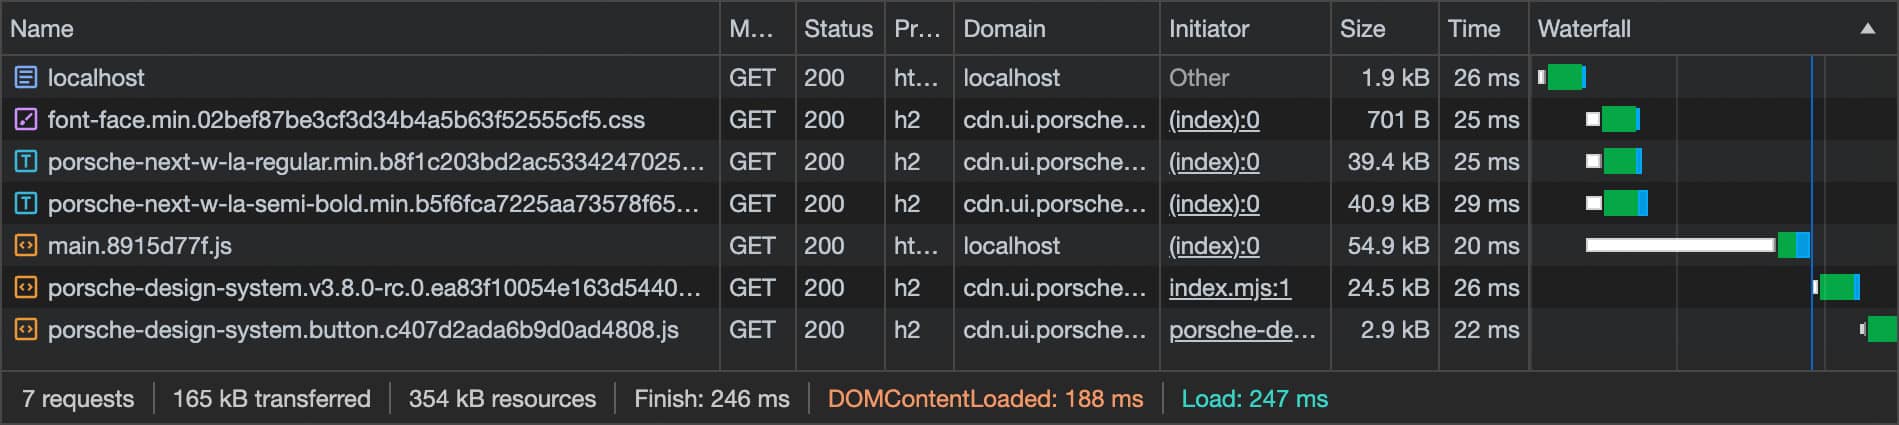 Name M... Status Pr... Domain Initiator Size Time Waterfall
localhost GET 200 ht... localhost Other 1.9 kB 26 ms
font-face.min.02bef87be3cf3d34b4a5b63f52555cf5.css GET 200 h2 cdn.ui.porsche... (index):0 701 B 25 ms
porsche-next-w-la-regular.min.b8f1c203bd2ac5334247025... GET 200 h2 cdn.ui.porsche... (index):0 39.4 kB 25 ms
porsche-next-w-la-semi-bold.min.b5f6fca7225aa73578f65... GET 200 h2 cdn.ui.porsche... (index):0 40.9 kB 29 ms
main.8915d77f.js GET 200 ht... localhost (index):0 54.9 kB 20 ms
porsche-design-system.v3.8.0-rc.0.ea83f10054e163d5440... GET 200 h2 cdn.ui.porsche... index.mjs:1 24.5 kB 26 ms
porsche-design-system.button.c407d2ada6b9d0ad4808.js GET 200 h2 cdn.ui.porsche... porsche-de... 2.9 kB 22 ms
7 requests 165 kB transferred 354 kB resources Finish: 246 ms DOMContentLoaded: 188 ms Load: 247 ms